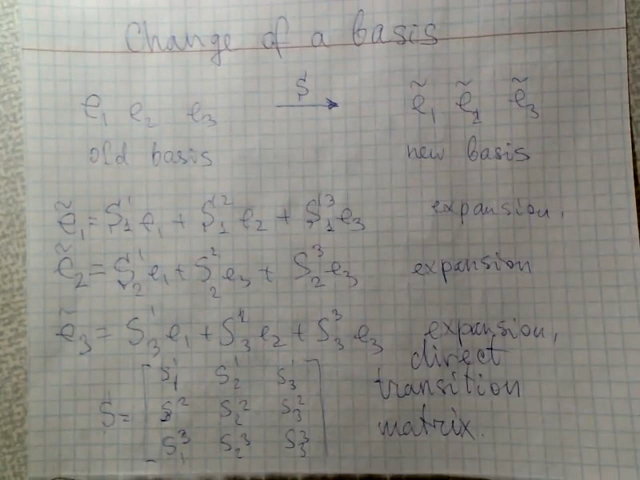 Change of a basis
S
e₁ e₂ e₃ → ẽ₁ ẽ₂ ẽ₃
old basis new basis
ẽ₁ = S₁¹ e₁ + S₁² e₂ + S₁³ e₃ expansion,
ẽ₂ = S₂¹ e₁ + S₂² e₃ + S₂³ e₃ expansion
ẽ₃ = S₃¹ e₁ + S₃² e₂ + S₃³ e₃ expansion,
direct
S₁¹ S₂¹ S₃¹ transition
S = S² S₂² S₃²
matrix.
S₁³ S₂³ S₃³